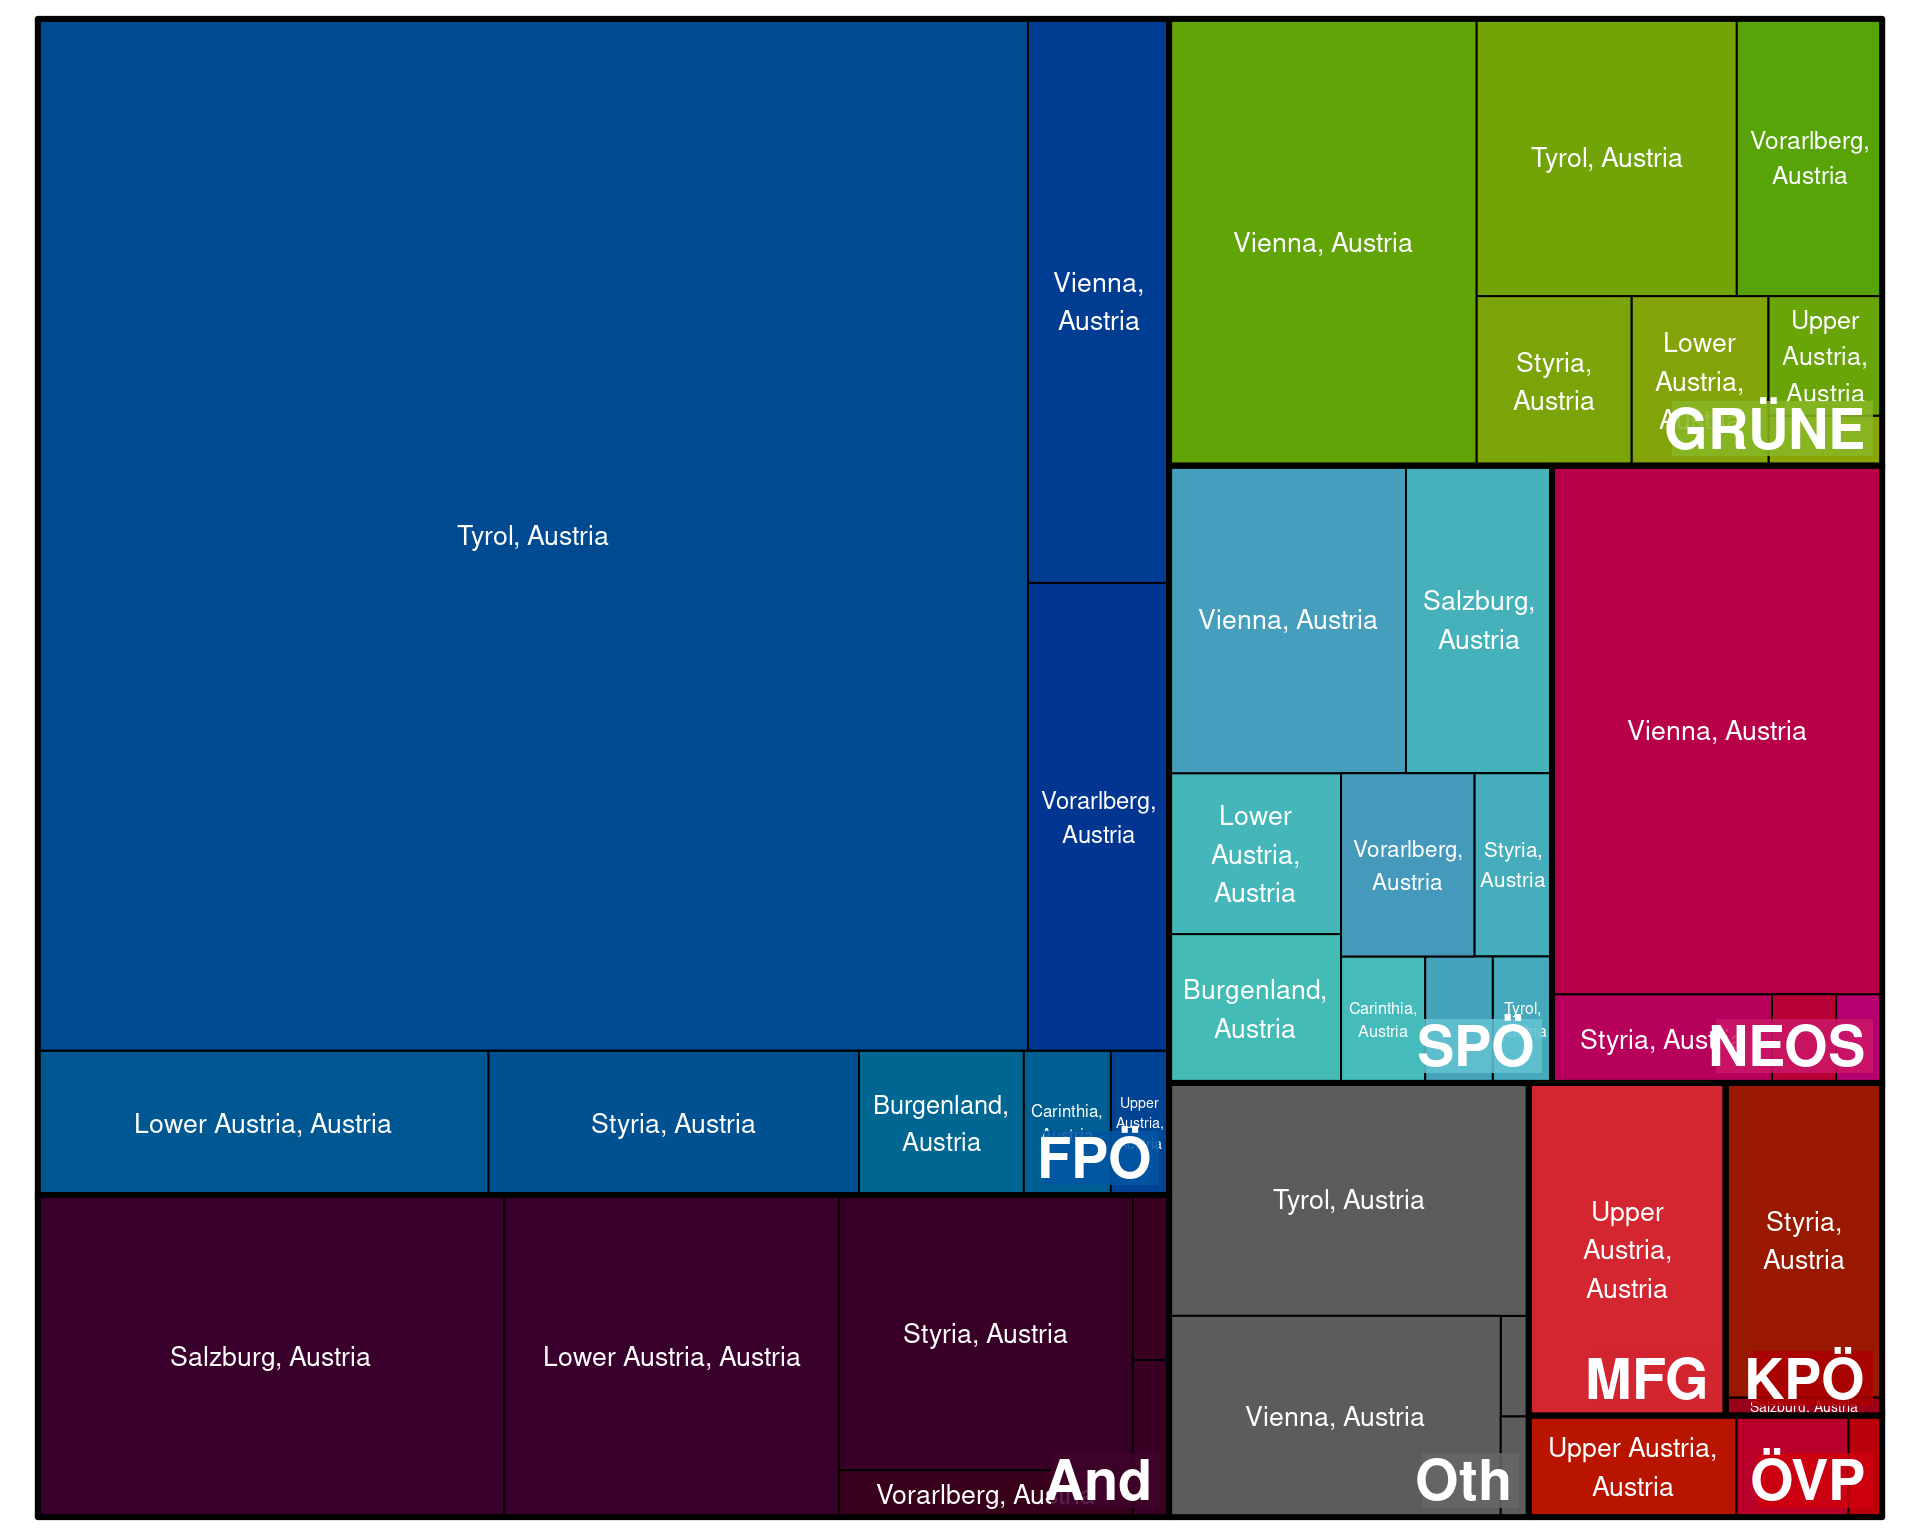 Tyrol, Austria
Vienna,
Austria
Vorarlberg,
Austria
Lower Austria, Austria
Styria, Austria
Burgenland,
Austria
Carinthia,
Austria
Upper
Austria,
FPÖ
Salzburg, Austria
Lower Austria, Austria
Styria, Austria
Vorarlberg, Austria
And
Vienna, Austria
Tyrol, Austria
Vorarlberg,
Austria
Styria,
Austria
Lower
Austria,
Upper
Austria,
Austria
GRÜNE
Vienna, Austria
Salzburg,
Austria
Lower
Austria,
Austria
Vorarlberg,
Austria
Styria,
Austria
Burgenland,
Austria
Carinthia,
Austria
Tyrol,
SPÖ
Vienna, Austria
Styria, Austria
NEOS
Tyrol, Austria
Vienna, Austria
Oth
Upper
Austria,
Austria
MFG
Styria,
Austria
KPÖ
Salzburg, Austria
Upper Austria,
Austria
ÖVP